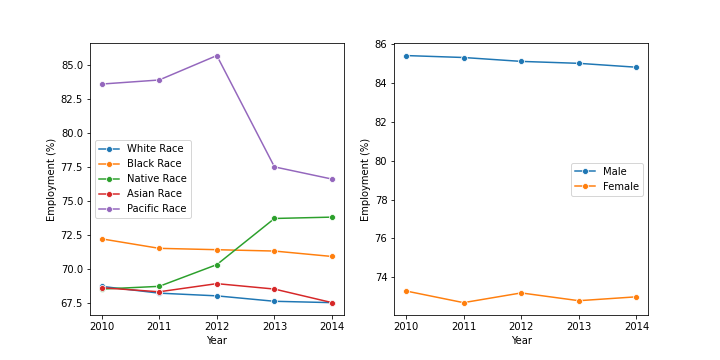 Employment (%)
85.0
82.5
80.0
77.5
75.0
72.5
70.0
67.5
White Race
Black Race
Native Race
Asian Race
Pacific Race
2010 2011 2012 2013 2014
Year
Employment (%)
86
84
82
80
78
76
74
Male
Female
2010 2011 2012 2013 2014
Year